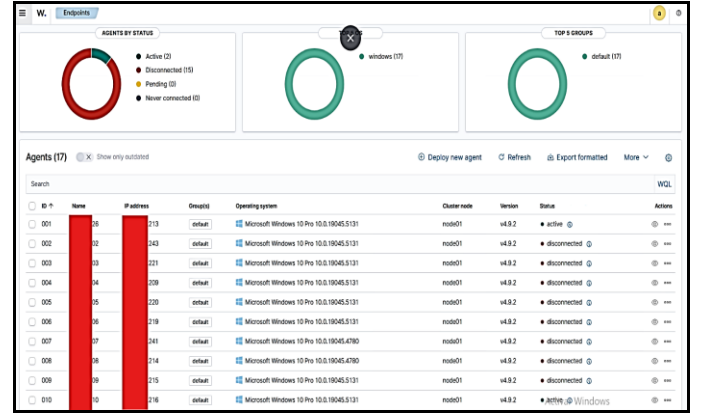 W. Endpoints a
AGENTS BY STATUS
Active (2)
Disconnected (15)
Pending (0)
Never connected (0)
windows (17)
TOP 5 GROUPS
default (17)
Agents (17) Show only outdated Deploy new agent Refresh Export formatted More
Search WQL
ID Name IP address Group(s) Operating system Cluster node Version Status Actions
001 26 213 default Microsoft Windows 10 Pro 10.0.19045.5131 node01 v4.9.2 active
002 02 243 default Microsoft Windows 10 Pro 10.0.19045.5131 node01 v4.9.2 disconnected
003 03 221 default Microsoft Windows 10 Pro 10.0.19045.5131 node01 v4.9.2 disconnected
004 04 209 default Microsoft Windows 10 Pro 10.0.19045.5131 node01 v4.9.2 disconnected
005 05 220 default Microsoft Windows 10 Pro 10.0.19045.5131 node01 v4.9.2 disconnected
006 06 219 default Microsoft Windows 10 Pro 10.0.19045.5131 node01 v4.9.2 disconnected
007 07 241 default Microsoft Windows 10 Pro 10.0.19045.4780 node01 v4.9.2 disconnected
008 08 214 default Microsoft Windows 10 Pro 10.0.19045.4780 node01 v4.9.2 disconnected
009 09 215 default Microsoft Windows 10 Pro 10.0.19045.5131 node01 v4.9.2 disconnected
010 10 216 default Microsoft Windows 10 Pro 10.0.19045.5131 node01 v4.9.2 active
Windows